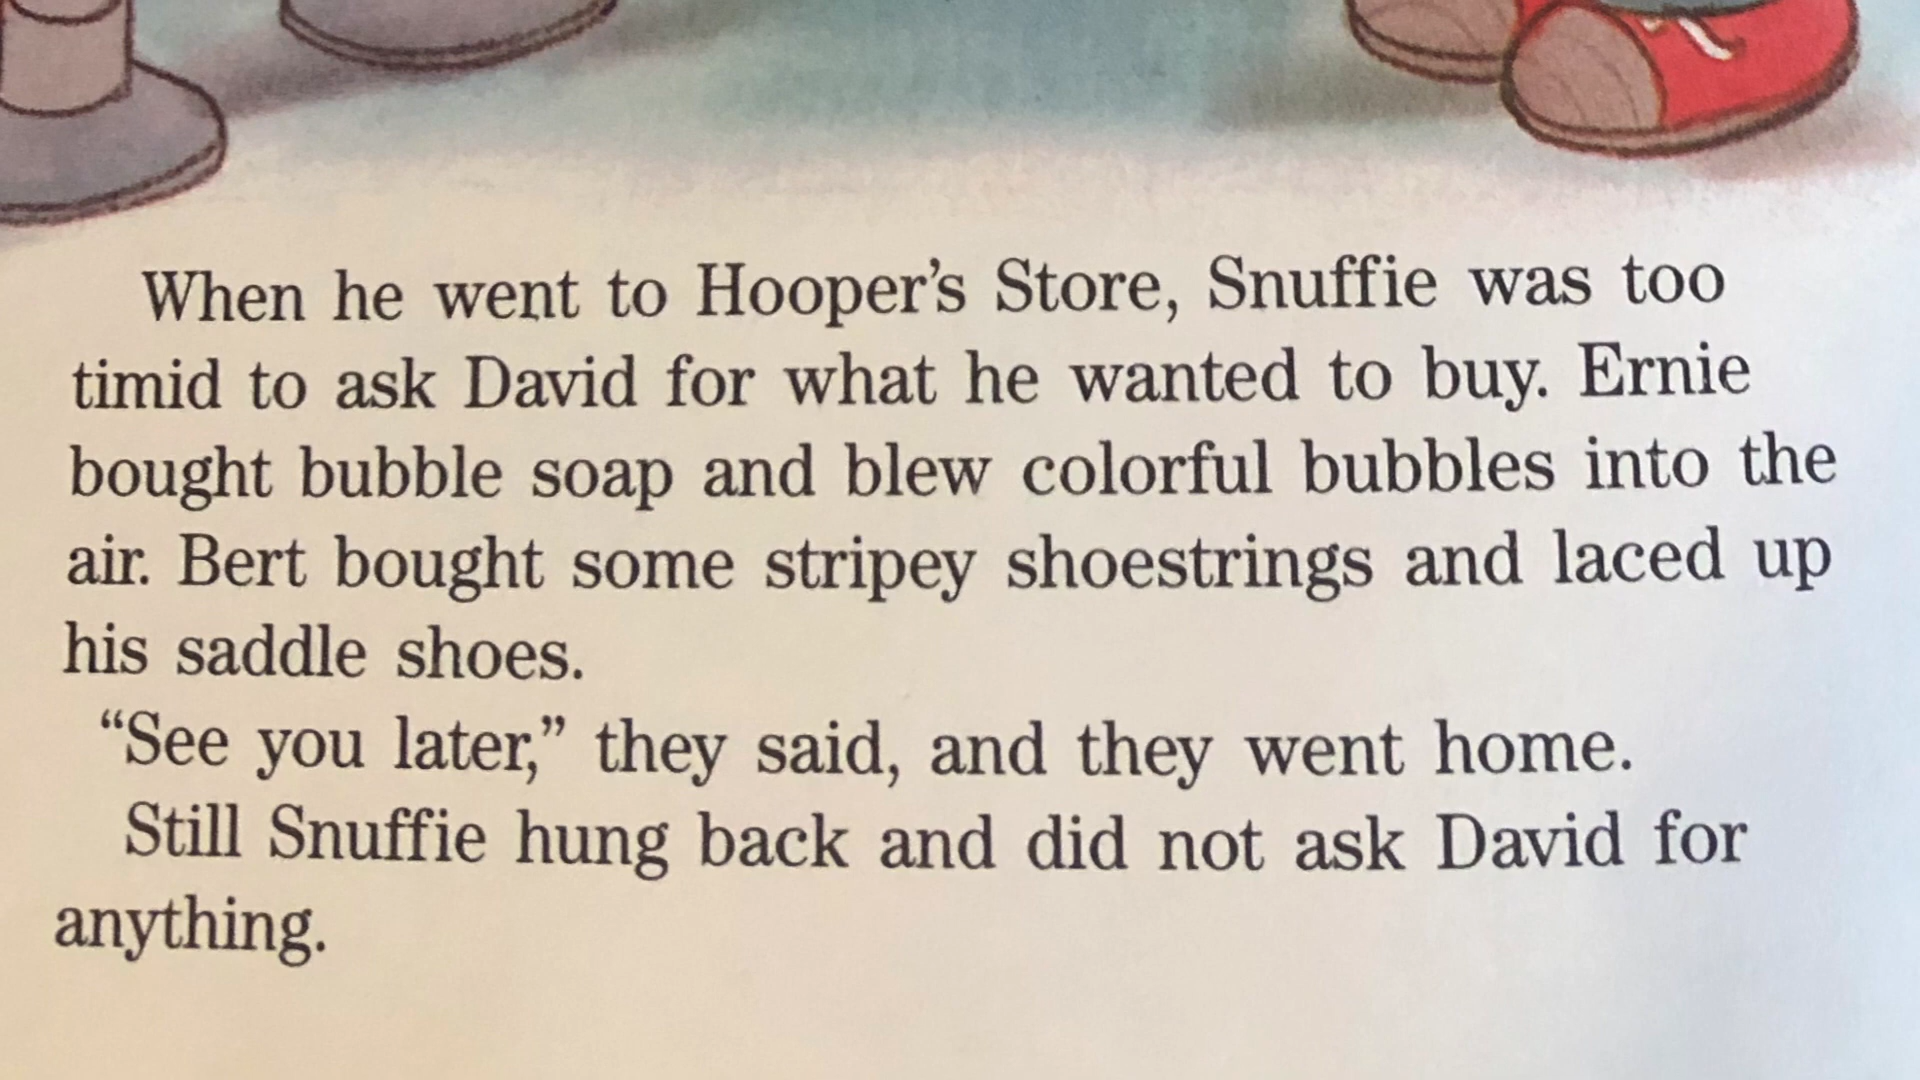 When he went to Hooper’s Store, Snuffie was too
timid to ask David for what he wanted to buy. Ernie
bought bubble soap and blew colorful bubbles into the
air. Bert bought some stripey shoestrings and laced up
his saddle shoes.
“See you later,” they said, and they went home.
Still Snuffie hung back and did not ask David for
anything.